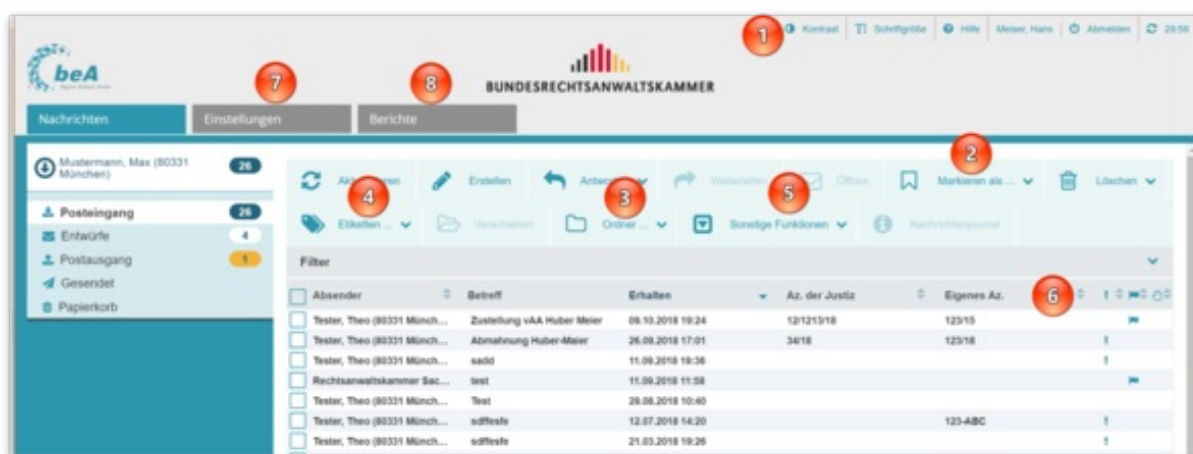 1 Kontrast Schriftgröße Hilfe Meiser, Hans Abmelden 29:59
beA
BUNDESRECHTSANWALTSKAMMER
7 8
Nachrichten Einstellungen Berichte
Mustermann, Max (80331 München) 26
Posteingang 26
Entwürfe 4
Postausgang 1
Gesendet
Papierkorb
2
Erstellen Weiterleiten Öffnen Markieren als ... Löschen
4 3 5
Etiketten ... Verschieben Ordner ... Sonstige Funktionen Nachrichtenjournal
Filter
Absender Betreff Erhalten Az. der Justiz Eigenes Az. 6 !
Tester, Theo (80331 Münch... Zustellung vAA Huber Meier 09.10.2018 19:24 12/1213/18 123/15
Tester, Theo (80331 Münch... Abmahnung Huber-Maier 26.09.2018 17:01 34/18 123/18 !
Tester, Theo (80331 Münch... sadd 11.09.2018 19:36 !
Rechtsanwaltskammer Sac... test 11.09.2018 11:58
Tester, Theo (80331 Münch... Test 29.08.2018 10:40
Tester, Theo (80331 Münch... sdffesfe 12.07.2018 14:20 123-ABC !
Tester, Theo (80331 Münch... sdffesfe 21.03.2018 19:26 !